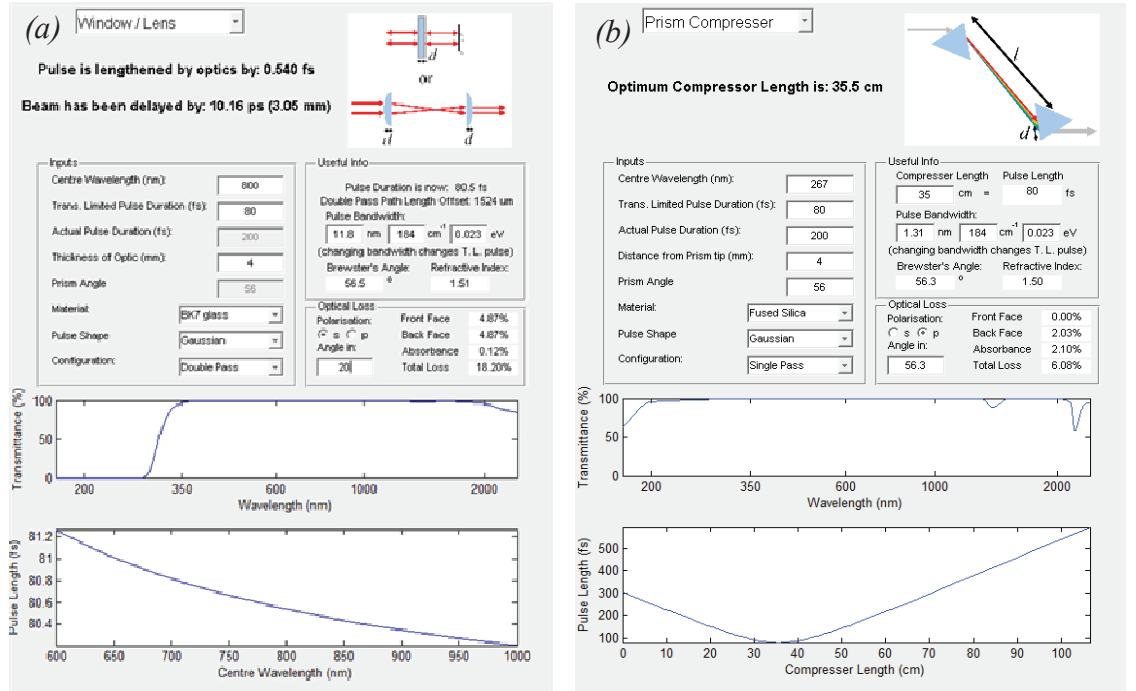 (a)
Window / Lens
Pulse is lengthened by optics by: 0.540 fs
Beam has been delayed by: 10.16 ps (3.05 mm)
d
or
d
d
Inputs
Centre Wavelength (nm): 800
Trans. Limited Pulse Duration (fs): 80
Actual Pulse Duration (fs): 200
Thickness of Optic (mm): 4
Prism Angle 56
Material: BK7 glass
Pulse Shape Gaussian
Configuration: Double Pass
Useful Info
Pulse Duration is now: 80.5 fs
Double Pass Path Length Offset: 1524 um
Pulse Bandwidth:
11.8 nm 184 cm-1 0.023 eV
(changing bandwidth changes T. L. pulse)
Brewster's Angle: Refractive Index:
56.5 o 1.51
Optical Loss
Polarisation:
s p
Angle in:
20
Front Face 4.87%
Back Face 4.87%
Absorbance 0.12%
Total Loss 18.20%
Transmittance (%)
100
50
0
200 350 600 1000 2000
Wavelength (nm)
Pulse Length (fs)
81.2
81
80.8
80.6
80.4
600 650 700 750 800 850 900 950 1000
Centre Wavelength (nm)
(b)
Prism Compresser
Optimum Compressor Length is: 35.5 cm
l
d
Inputs
Centre Wavelength (nm): 267
Trans. Limited Pulse Duration (fs): 80
Actual Pulse Duration (fs): 200
Distance from Prism tip (mm): 4
Prism Angle 56
Material: Fused Silica
Pulse Shape Gaussian
Configuration: Single Pass
Useful Info
Compresser Length Pulse Length
35 cm = 80 fs
Pulse Bandwidth:
1.31 nm 184 cm-1 0.023 eV
(changing bandwidth changes T. L. pulse)
Brewster's Angle: Refractive Index:
56.3 o 1.50
Optical Loss
Polarisation:
s p
Angle in:
56.3
Front Face 0.00%
Back Face 2.03%
Absorbance 2.10%
Total Loss 6.08%
Transmittance (%)
100
50
0
200 350 600 1000 2000
Wavelength (nm)
Pulse Length (fs)
500
400
300
200
100
0 10 20 30 40 50 60 70 80 90 100
Compresser Length (cm)